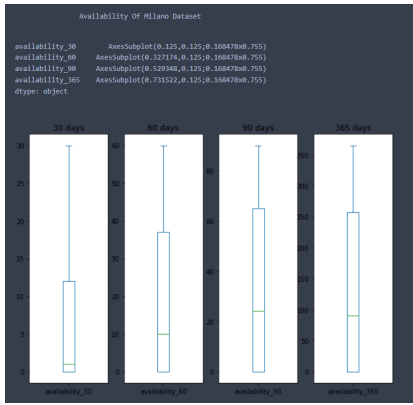 Availability Of Milano Dataset
availability_30 AxesSubplot(0.125,0.125;0.168478x0.755)
availability_60 AxesSubplot(0.327174,0.125;0.168478x0.755)
availability_90 AxesSubplot(0.529348,0.125;0.168478x0.755)
availability_365 AxesSubplot(0.731522,0.125;0.168478x0.755)
dtype: object
30 days 60 days 90 days 365 days
30 60
350
25 50 80 300
20 40 60 250
200
15 30
40 150
10 20
100
5 10 20
50
0 0 0 0
availability_30 availability_60 availability_90 availability_365